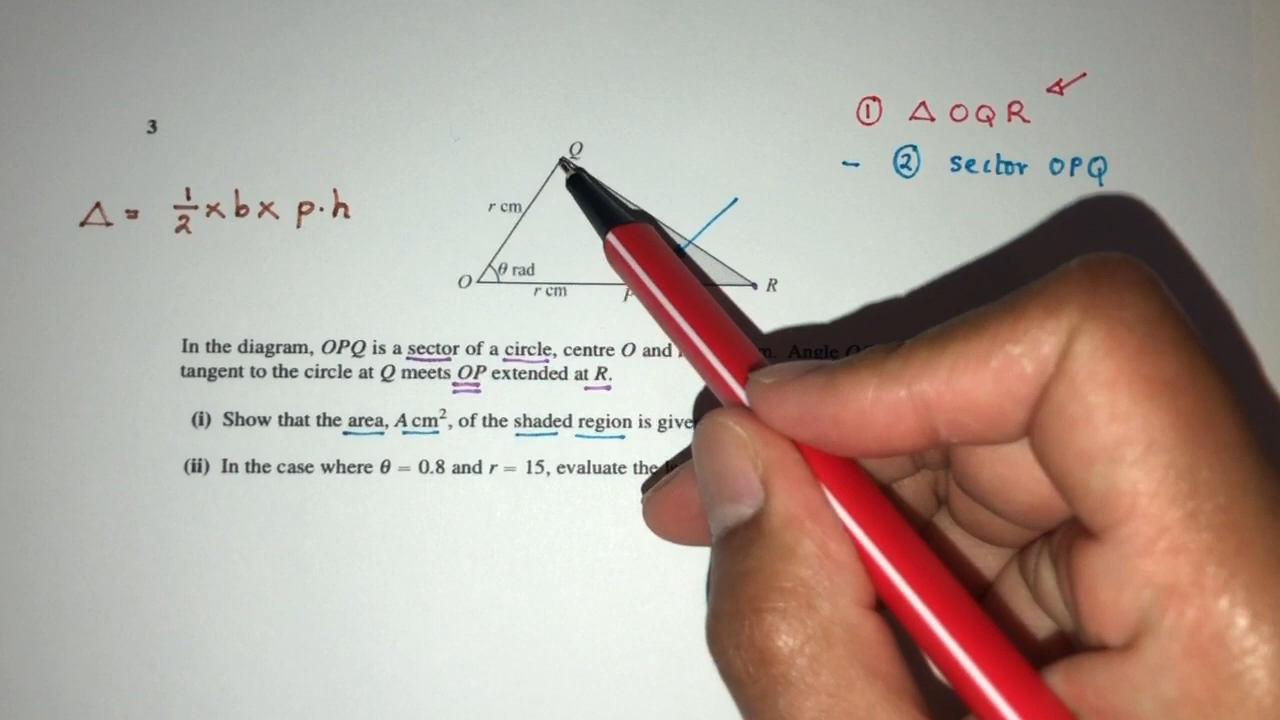 3
① Δ OQR
- ② sector OPQ
Δ = 1/2 × b × p.h
Q
r cm
θ rad
O
r cm
R
In the diagram, OPQ is a sector of a circle, centre O and
tangent to the circle at Q meets OP extended at R.
(i) Show that the area, A cm², of the shaded region is give
(ii) In the case where θ = 0.8 and r = 15, evaluate the